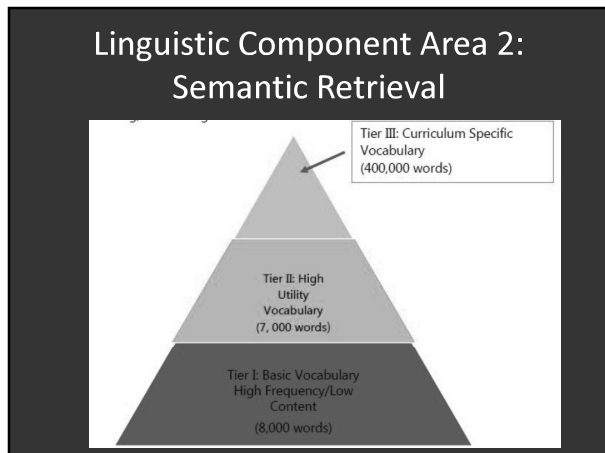 Linguistic Component Area 2:
Semantic Retrieval
Tier III: Curriculum Specific
Vocabulary
(400,000 words)
Tier II: High
Utility
Vocabulary
(7, 000 words)
Tier I: Basic Vocabulary
High Frequency/Low
Content
(8,000 words)